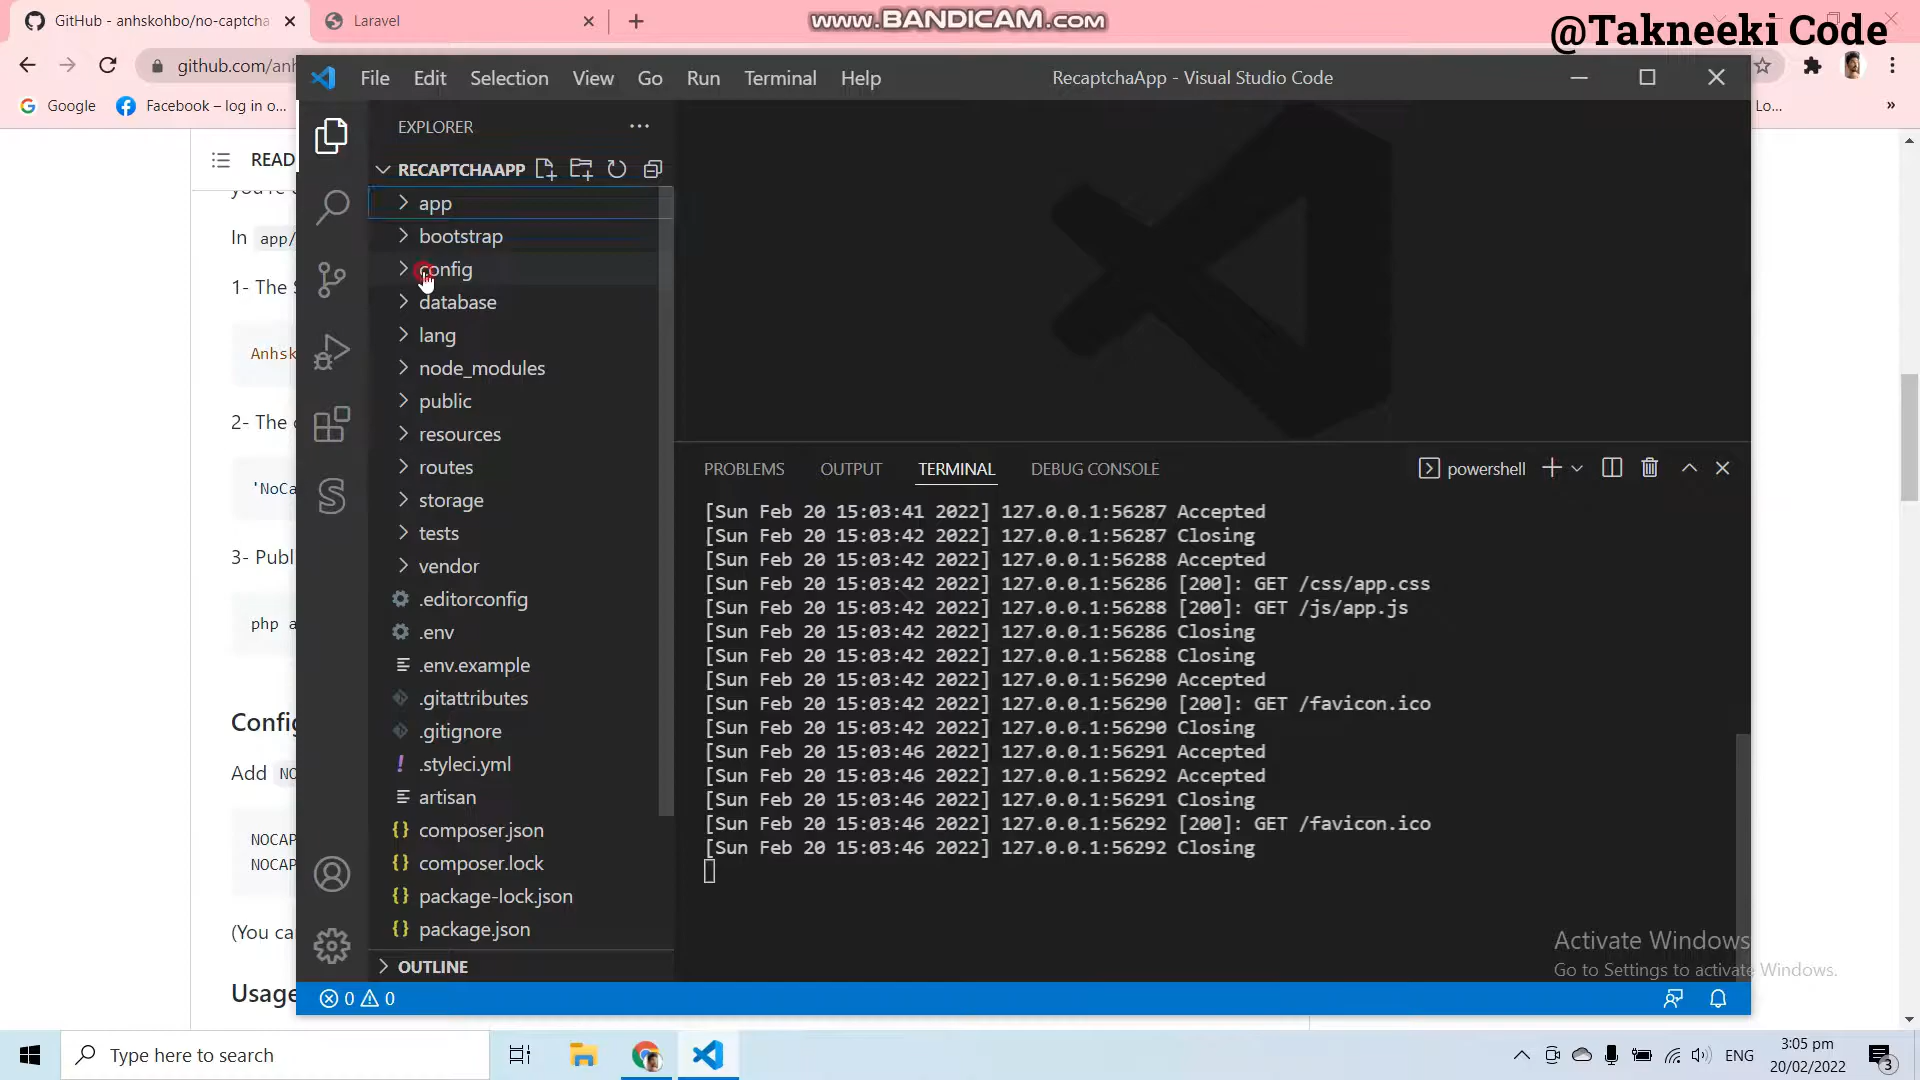 GitHub - anhskohbo/no-captcha
Laravel
www.BANDICAM.com
@Takneeki Code
github.com/anh
Google
Facebook – log in o...
Lo...
»
File Edit Selection View Go Run Terminal Help
RecaptchaApp - Visual Studio Code
EXPLORER
RECAPTCHAAPP
app
bootstrap
config
database
lang
node_modules
public
resources
routes
storage
tests
vendor
.editorconfig
.env
.env.example
.gitattributes
.gitignore
.styleci.yml
artisan
composer.json
composer.lock
package-lock.json
package.json
OUTLINE
READ
you're
In app/
1- The S
Anhsk
2- The
'NoCa
3- Publ
php a
Config
Add NO
NOCAP
NOCAP
(You ca
Usage
PROBLEMS OUTPUT TERMINAL DEBUG CONSOLE
powershell
[Sun Feb 20 15:03:41 2022] 127.0.0.1:56287 Accepted
[Sun Feb 20 15:03:42 2022] 127.0.0.1:56287 Closing
[Sun Feb 20 15:03:42 2022] 127.0.0.1:56288 Accepted
[Sun Feb 20 15:03:42 2022] 127.0.0.1:56286 [200]: GET /css/app.css
[Sun Feb 20 15:03:42 2022] 127.0.0.1:56288 [200]: GET /js/app.js
[Sun Feb 20 15:03:42 2022] 127.0.0.1:56286 Closing
[Sun Feb 20 15:03:42 2022] 127.0.0.1:56288 Closing
[Sun Feb 20 15:03:42 2022] 127.0.0.1:56290 Accepted
[Sun Feb 20 15:03:42 2022] 127.0.0.1:56290 [200]: GET /favicon.ico
[Sun Feb 20 15:03:42 2022] 127.0.0.1:56290 Closing
[Sun Feb 20 15:03:46 2022] 127.0.0.1:56291 Accepted
[Sun Feb 20 15:03:46 2022] 127.0.0.1:56292 Accepted
[Sun Feb 20 15:03:46 2022] 127.0.0.1:56291 Closing
[Sun Feb 20 15:03:46 2022] 127.0.0.1:56292 [200]: GET /favicon.ico
[Sun Feb 20 15:03:46 2022] 127.0.0.1:56292 Closing
Activate Windows
Go to Settings to activate Windows.
0 0
Type here to search
ENG
3:05 pm
20/02/2022
3